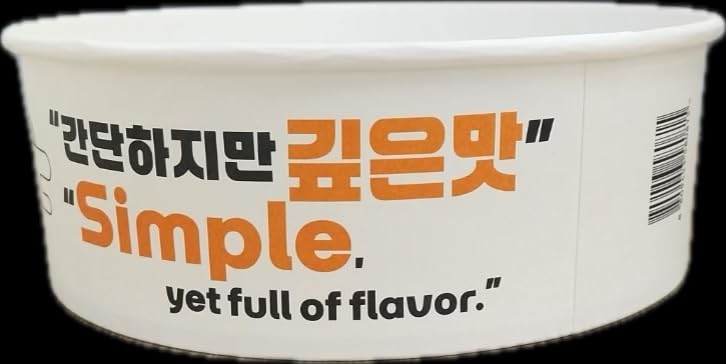 "간단하지만 깊은맛"
"Simple,
yet full of flavor."